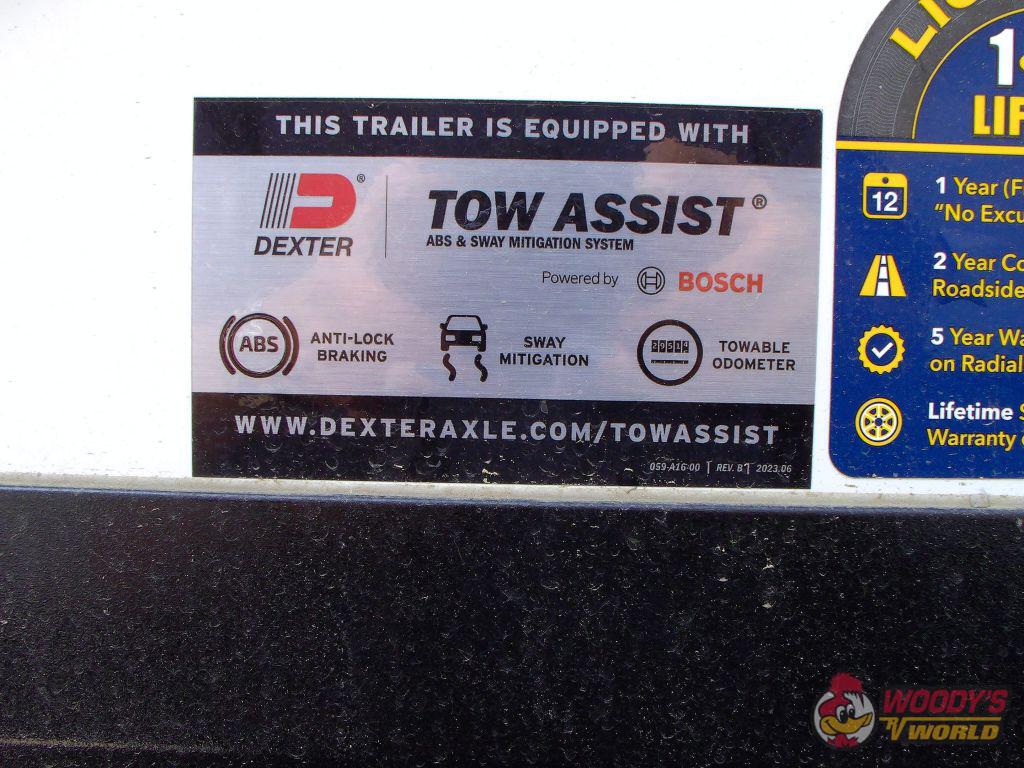 THIS TRAILER IS EQUIPPED WITH
DEXTER®
TOW ASSIST®
ABS & SWAY MITIGATION SYSTEM
Powered by BOSCH
ABS
ANTI-LOCK
BRAKING
SWAY
MITIGATION
TOWABLE
ODOMETER
WWW.DEXTERAXLE.COM/TOWASSIST
059-A16-00 | REV. B | 2023.06
12
1 Year
"No
2 Year
Roadside
5 Year
on Radial
Lifetime
Warranty
WOODY'S
RV WORLD